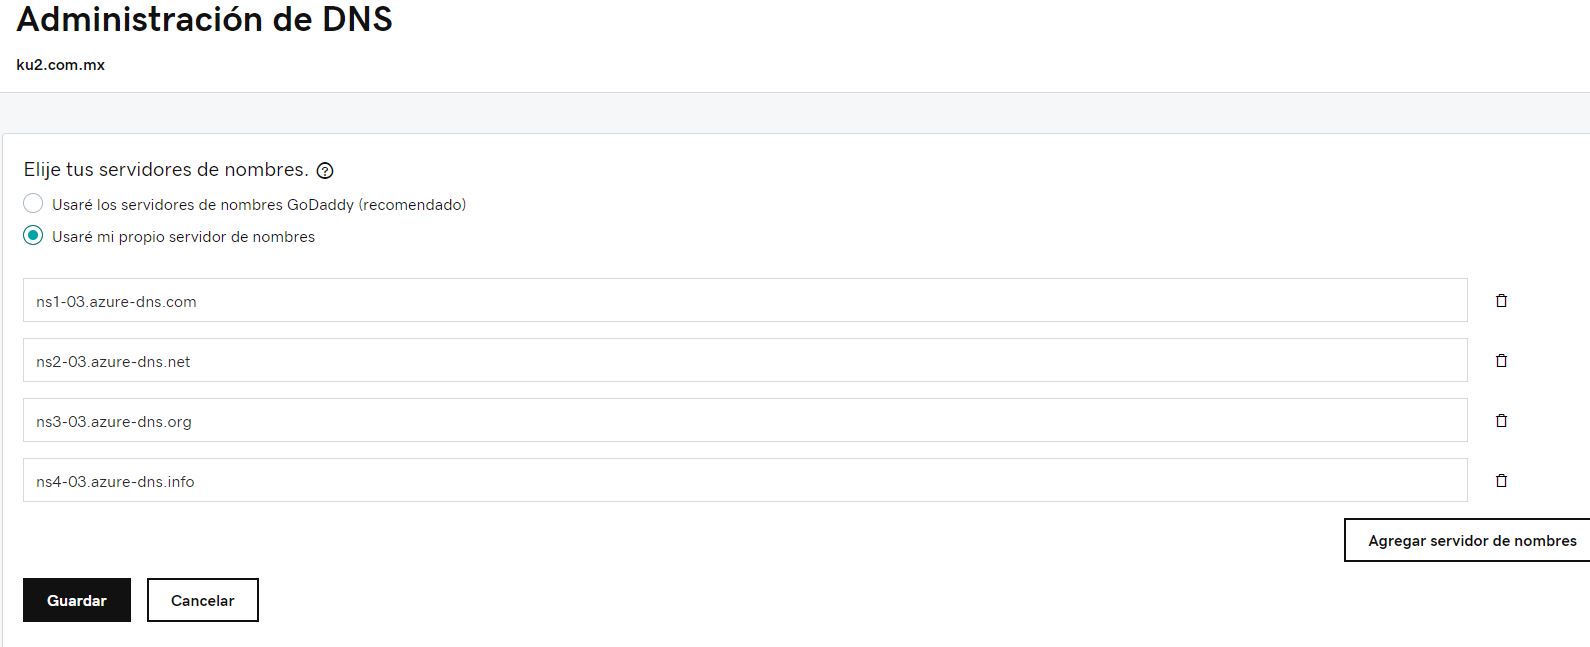 Administración de DNS
ku2.com.mx
Elije tus servidores de nombres. ?
Usaré los servidores de nombres GoDaddy (recomendado)
Usaré mi propio servidor de nombres
ns1-03.azure-dns.com
ns2-03.azure-dns.net
ns3-03.azure-dns.org
ns4-03.azure-dns.info
Agregar servidor de nombres
Guardar Cancelar